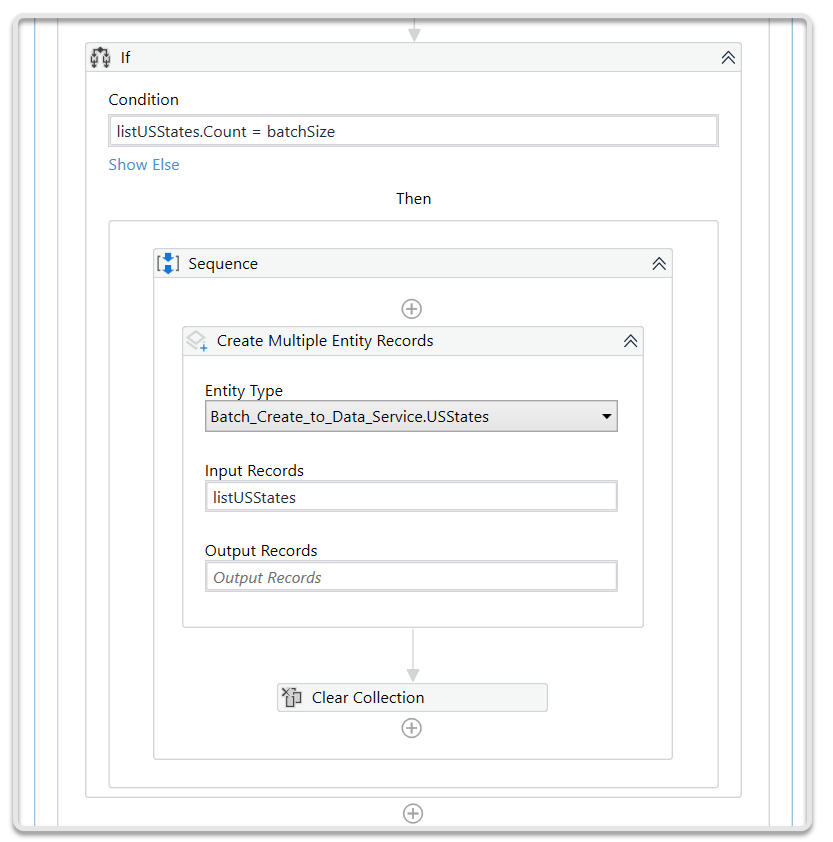 If
Condition
listUSStates.Count = batchSize
Show Else
Then
Sequence
Create Multiple Entity Records
Entity Type
Batch_Create_to_Data_Service.USStates
Input Records
listUSStates
Output Records
Output Records
Clear Collection